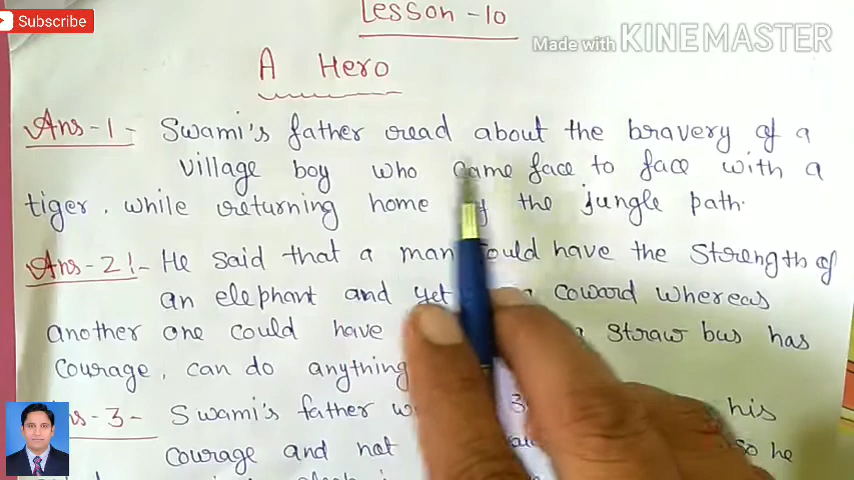 Subscribe
Lesson-10
Made with KINEMASTER
A Hero
Ans-1- Swami's father read about the bravery of a
village boy who came face to face with a
tiger. while returning home the jungle path.
Ans-2!- He said that a man could have the strength of
an elephant and yet coward whereas
another one could have straw bus has
courage, can do anything
Ans-3- Swami's father his
courage and not so he